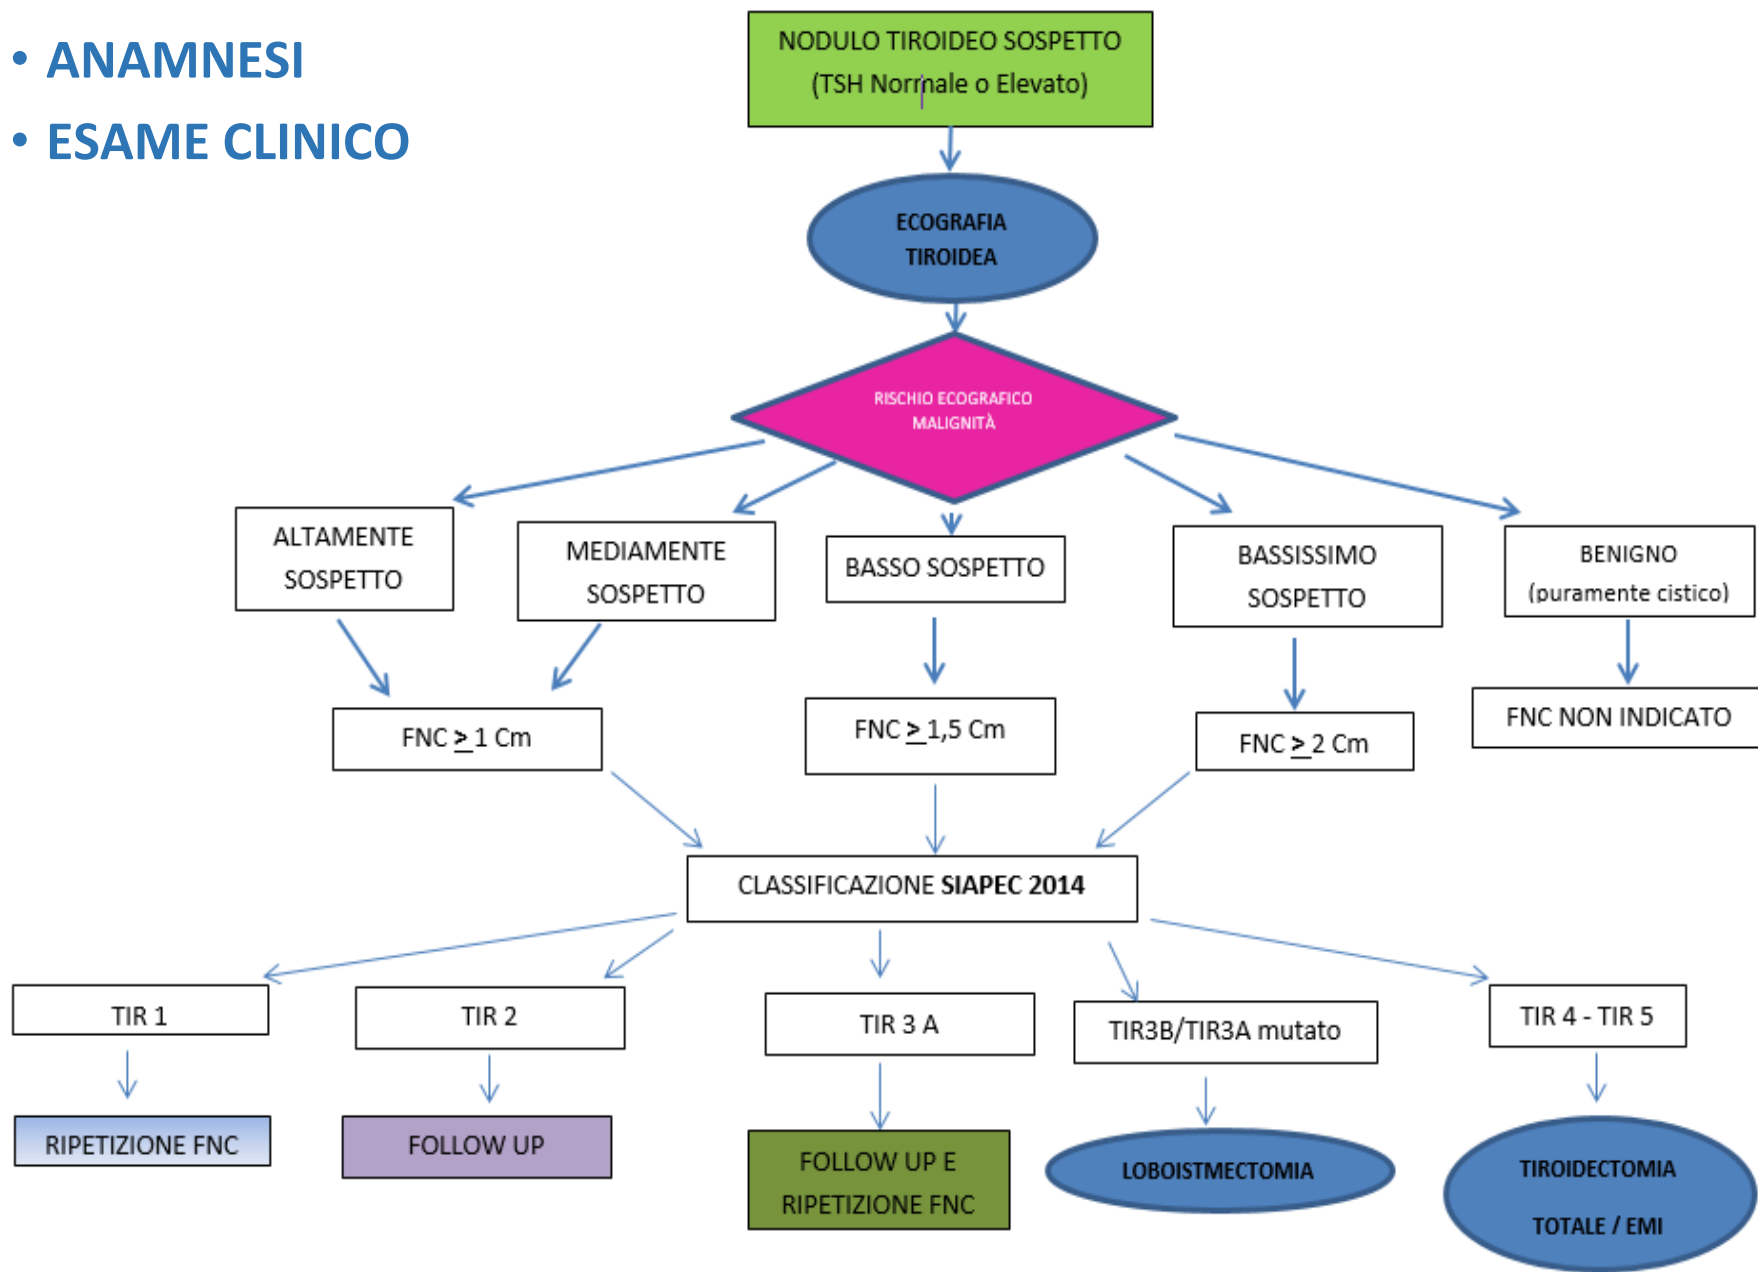 • ANAMNESI
• ESAME CLINICO
NODULO TIROIDEO SOSPETTO
(TSH Normale o Elevato)
ECOGRAFIA
TIROIDEA
RISCHIO ECOGRAFICO
MALIGNITÀ
ALTAMENTE
SOSPETTO
MEDIAMENTE
SOSPETTO
BASSO SOSPETTO
BASSISSIMO
SOSPETTO
BENIGNO
(puramente cistico)
FNC > 1 Cm
FNC > 1,5 Cm
FNC > 2 Cm
FNC NON INDICATO
CLASSIFICAZIONE SIAPEC 2014
TIR 1
TIR 2
TIR 3 A
TIR3B/TIR3A mutato
TIR 4 - TIR 5
RIPETIZIONE FNC
FOLLOW UP
FOLLOW UP E
RIPETIZIONE FNC
LOBOISTMECTOMIA
TIROIDECTOMIA
TOTALE / EMI